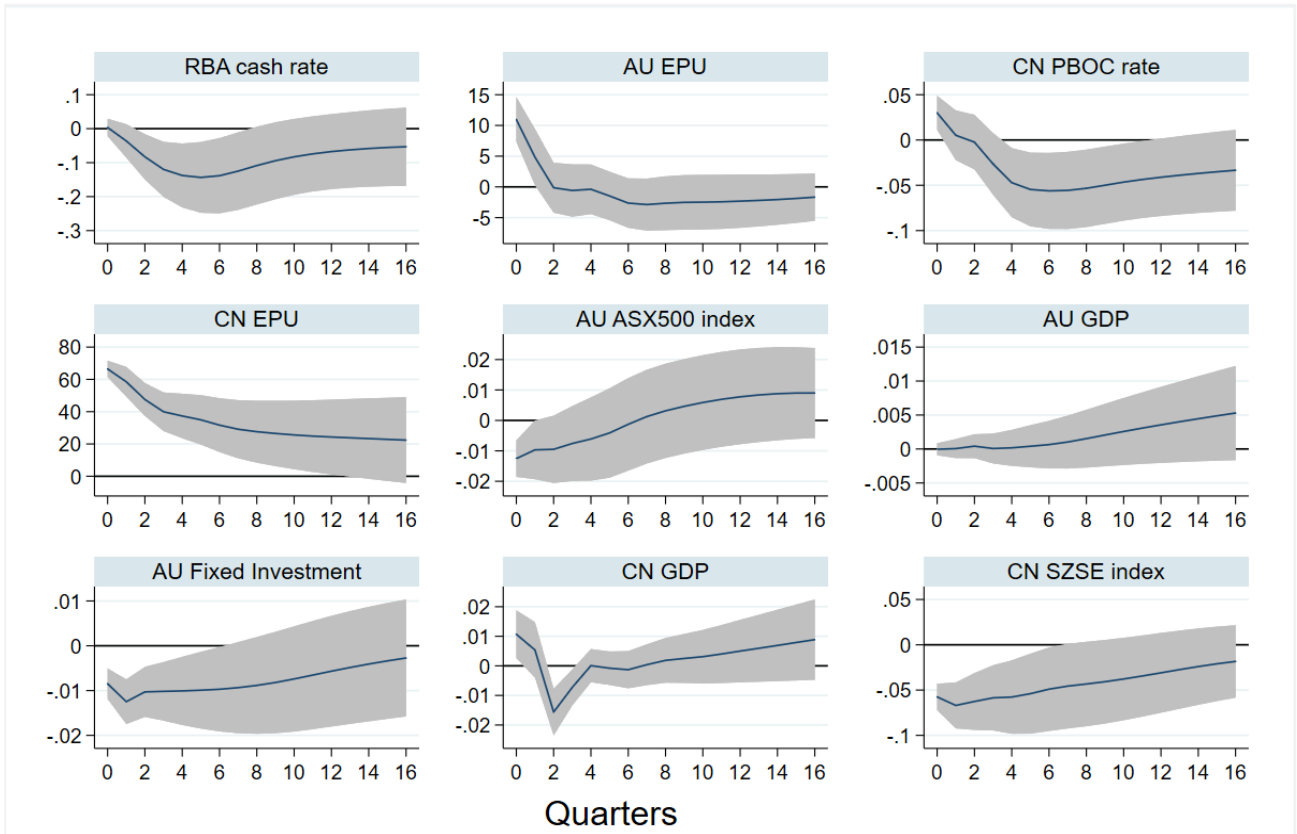 RBA cash rate
.1
0
-.1
-.2
-.3
0 2 4 6 8 10 12 14 16
AU EPU
15
10
5
0
-5
0 2 4 6 8 10 12 14 16
CN PBOC rate
.05
0
-.05
-.1
0 2 4 6 8 10 12 14 16
CN EPU
80
60
40
20
0
0 2 4 6 8 10 12 14 16
AU ASX500 index
.02
.01
0
-.01
-.02
0 2 4 6 8 10 12 14 16
AU GDP
.015
.01
.005
0
-.005
0 2 4 6 8 10 12 14 16
AU Fixed Investment
.01
0
-.01
-.02
0 2 4 6 8 10 12 14 16
CN GDP
.02
.01
0
-.01
-.02
0 2 4 6 8 10 12 14 16
CN SZSE index
.05
0
-.05
-.1
0 2 4 6 8 10 12 14 16
Quarters